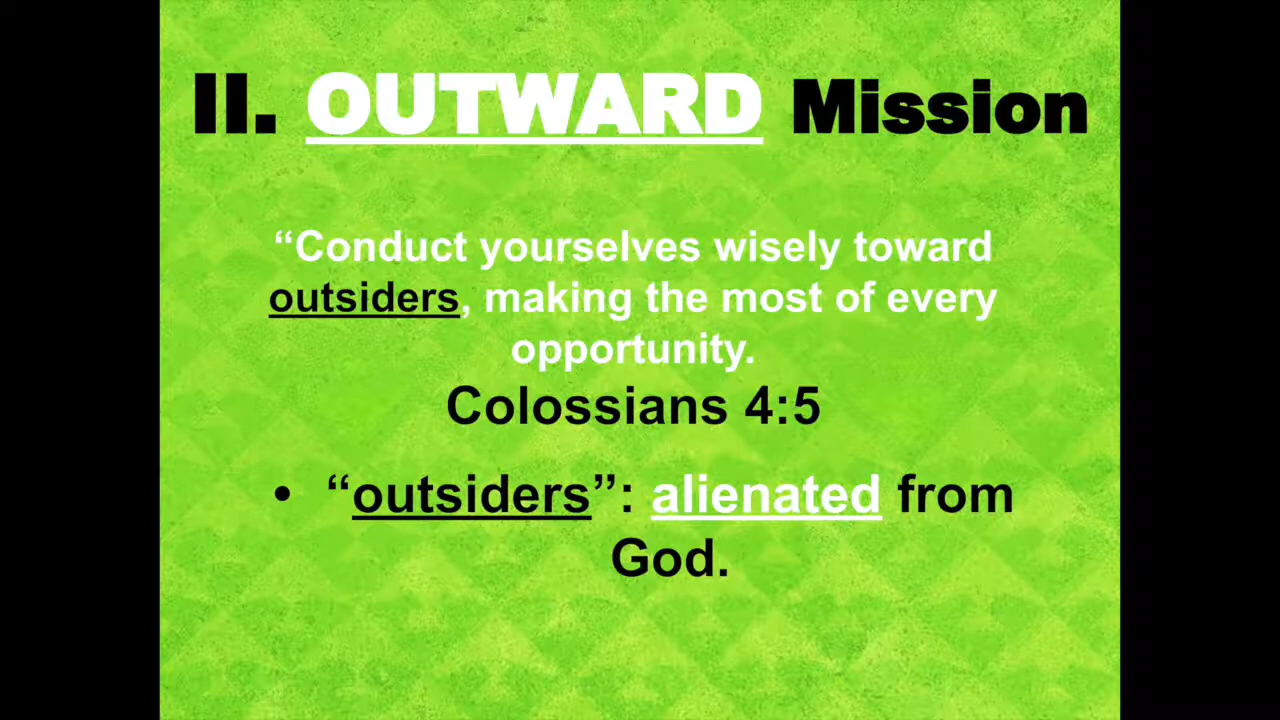 II. OUTWARD Mission
“Conduct yourselves wisely toward
outsiders, making the most of every
opportunity.
Colossians 4:5
• “outsiders”: alienated from
God.